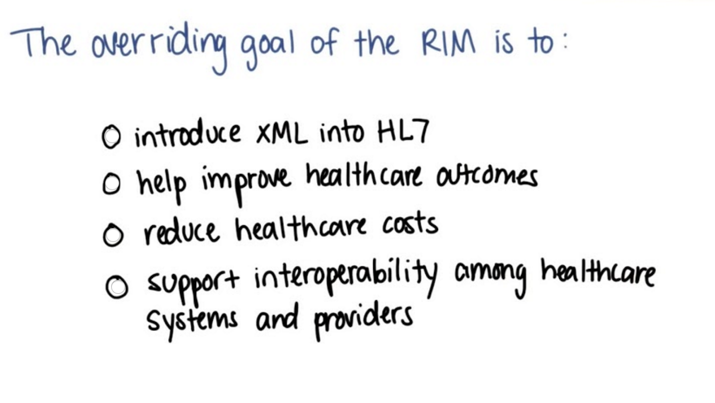 The overriding goal of the RIM is to:
introduce XML into HL7
help improve healthcare outcomes
reduce healthcare costs
support interoperability among healthcare
systems and providers